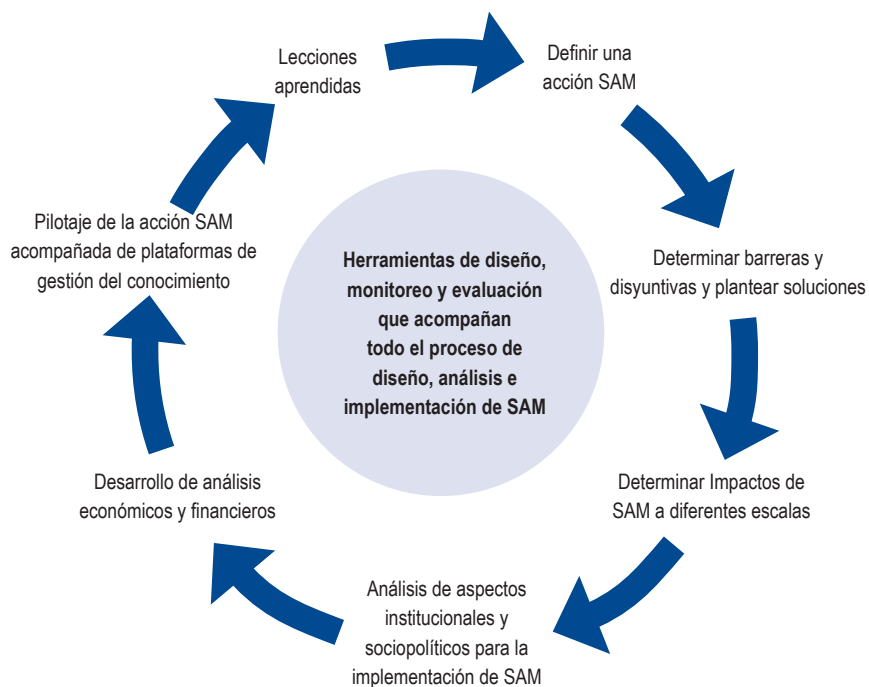 Lecciones
aprendidas
Definir una
acción SAM
Determinar barreras y
disyuntivas y plantear soluciones
Determinar Impactos de
SAM a diferentes escalas
Análisis de aspectos
institucionales y
sociopolíticos para la
implementación de SAM
Desarrollo de análisis
económicos y financieros
Pilotaje de la acción SAM
acompañada de plataformas de
gestión del conocimiento
Herramientas de diseño,
monitoreo y evaluación
que acompañan
todo el proceso de
diseño, análisis e
implementación de SAM